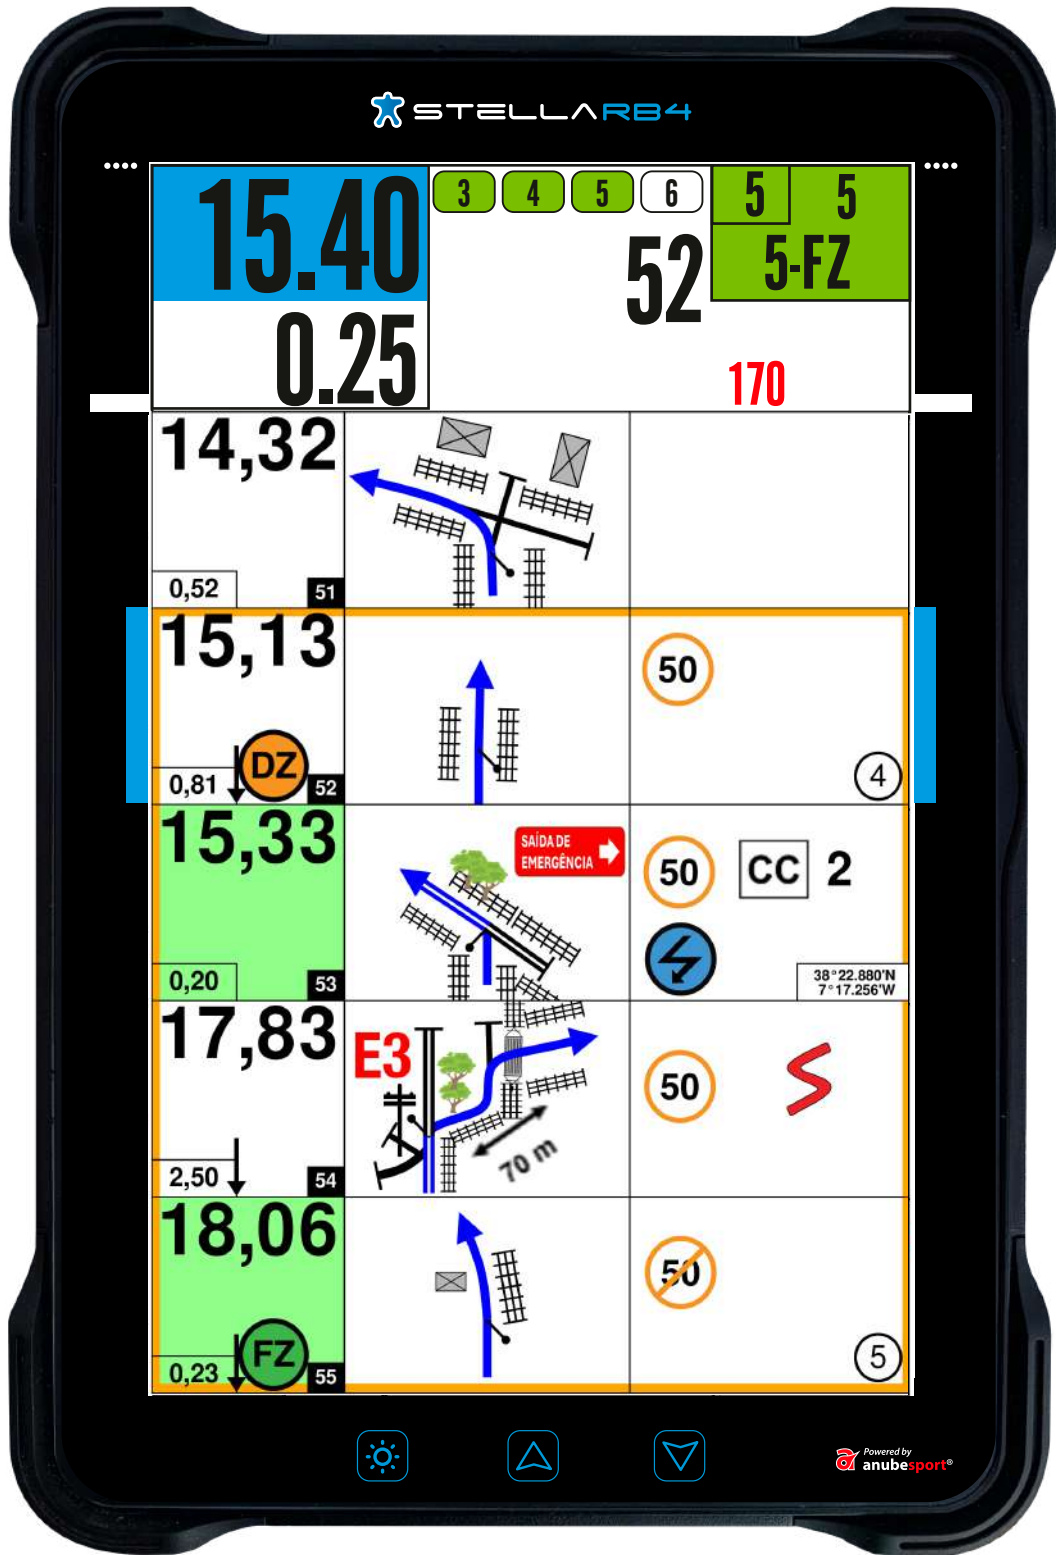 STELLARB4
15.40
3 4 5 6
5 5
5-FZ
52
0.25
170
14,32
0,52
51
15,13
DZ
0,81
52
50
4
15,33
0,20
53
SAÍDA DE
EMERGÊNCIA
50
CC 2
38°22.880'N
7°17.256'W
17,83
2,50
54
E3
70 m
50
18,06
FZ
0,23
55
50
5
Powered by
anubesport®